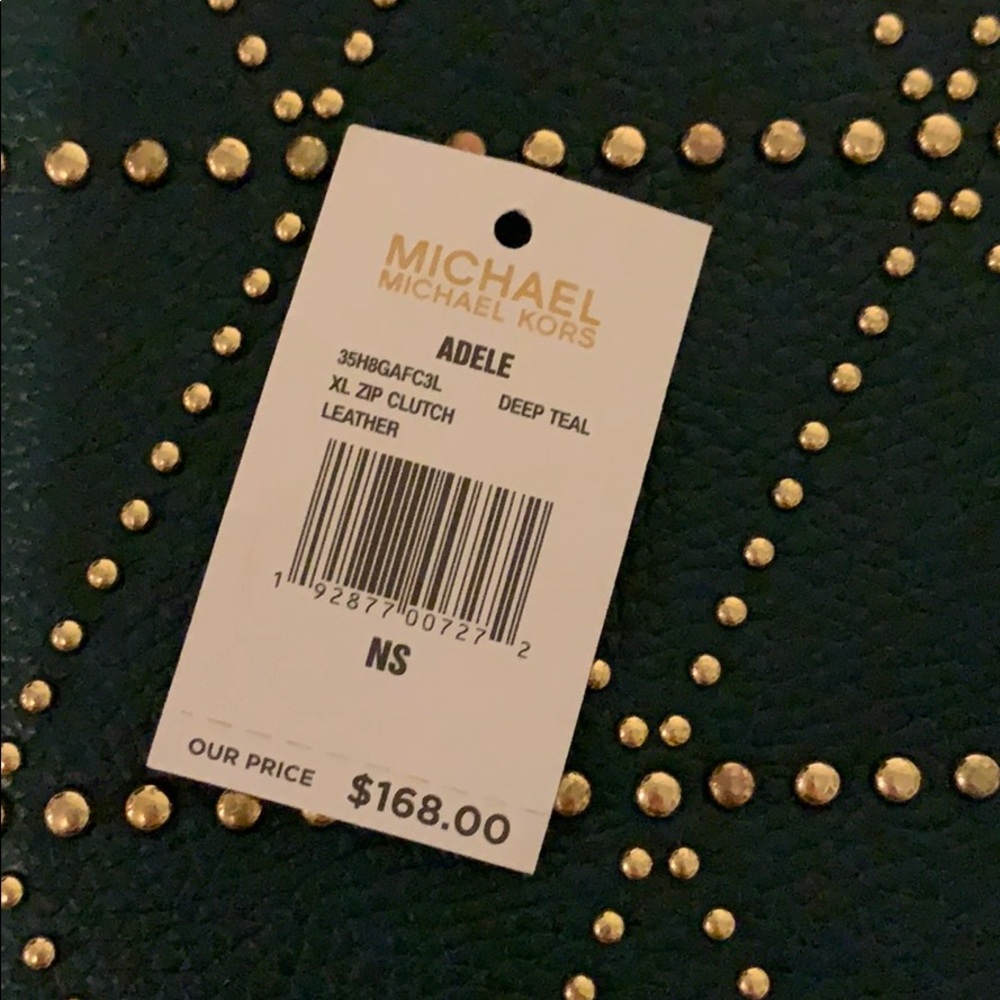 MICHAEL
MICHAEL KORS
ADELE
35H8GAFC3L
XL ZIP CLUTCH DEEP TEAL
LEATHER
1 92877 00727 2
NS
OUR PRICE $168.00